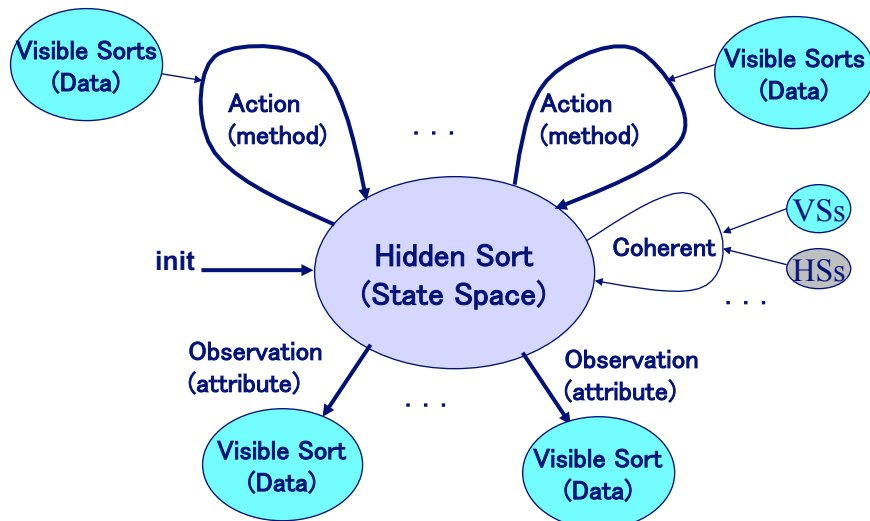 Visible Sorts
(Data)
Action
(method)
. . .
Action
(method)
Visible Sorts
(Data)
VSs
Coherent
HSs
. . .
init
Hidden Sort
(State Space)
Observation
(attribute)
. . .
Observation
(attribute)
Visible Sort
(Data)
Visible Sort
(Data)